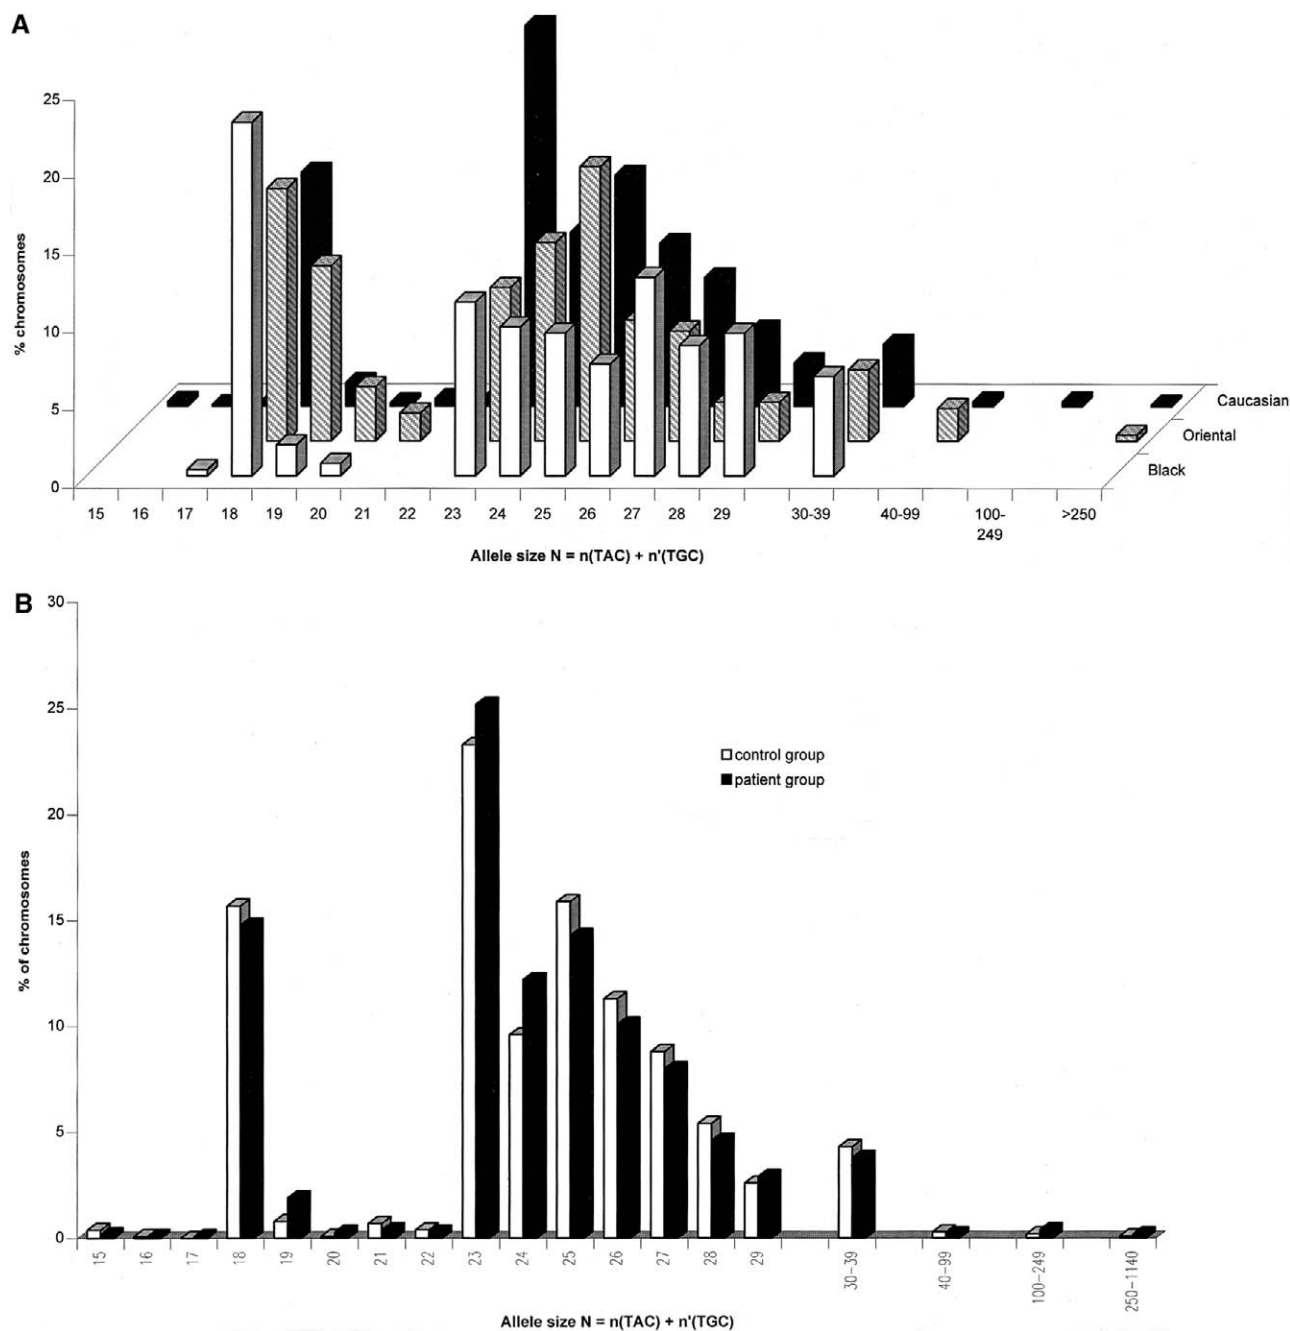 A
25
20
15
10
5
0
% chromosomes
Caucasian
Oriental
Black
15 16 17 18 19 20 21 22 23 24 25 26 27 28 29 30-39 40-99 100- >250
249
Allele size N = n(TAC) + n'(TGC)
B
30
25
20
15
10
5
0
% of chromosomes
control group
patient group
15 16 17 18 19 20 21 22 23 24 25 26 27 28 29 30-39 40-99 100-249 250-1140
Allele size N = n(TAC) + n'(TGC)